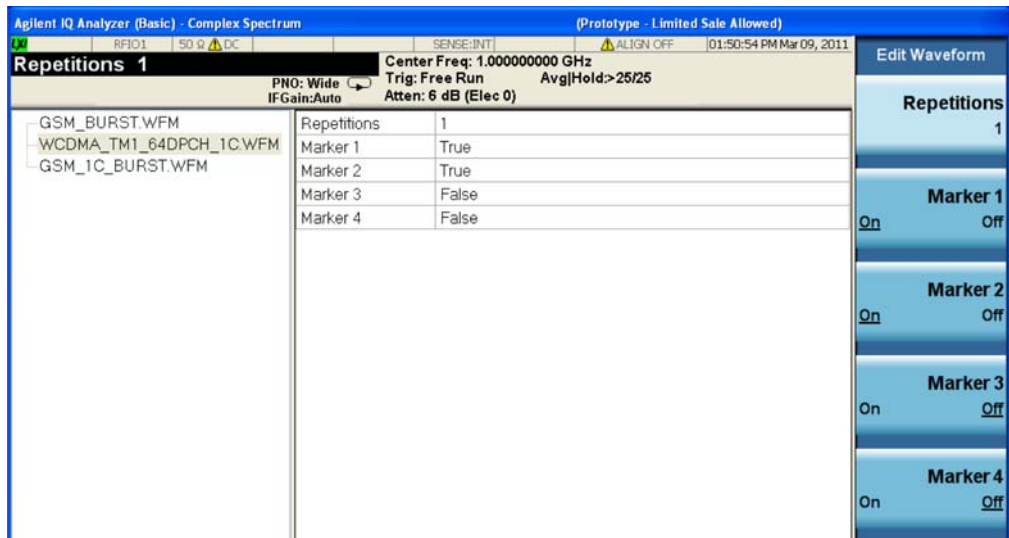 Agilent IQ Analyzer (Basic) - Complex Spectrum (Prototype - Limited Sale Allowed)
LXI RFIO1 50 Ω DC SENSE:INT ALIGN OFF 01:50:54 PM Mar 09, 2011
Repetitions 1
Center Freq: 1.000000000 GHz
PNO: Wide Trig: Free Run Avg|Hold:>25/25
IFGain:Auto Atten: 6 dB (Elec 0)
GSM_BURST.WFM
WCDMA_TM1_64DPCH_1C.WFM
GSM_1C_BURST.WFM
Repetitions 1
Marker 1 True
Marker 2 True
Marker 3 False
Marker 4 False
Edit Waveform
Repetitions
1
Marker 1
On Off
Marker 2
On Off
Marker 3
On Off
Marker 4
On Off